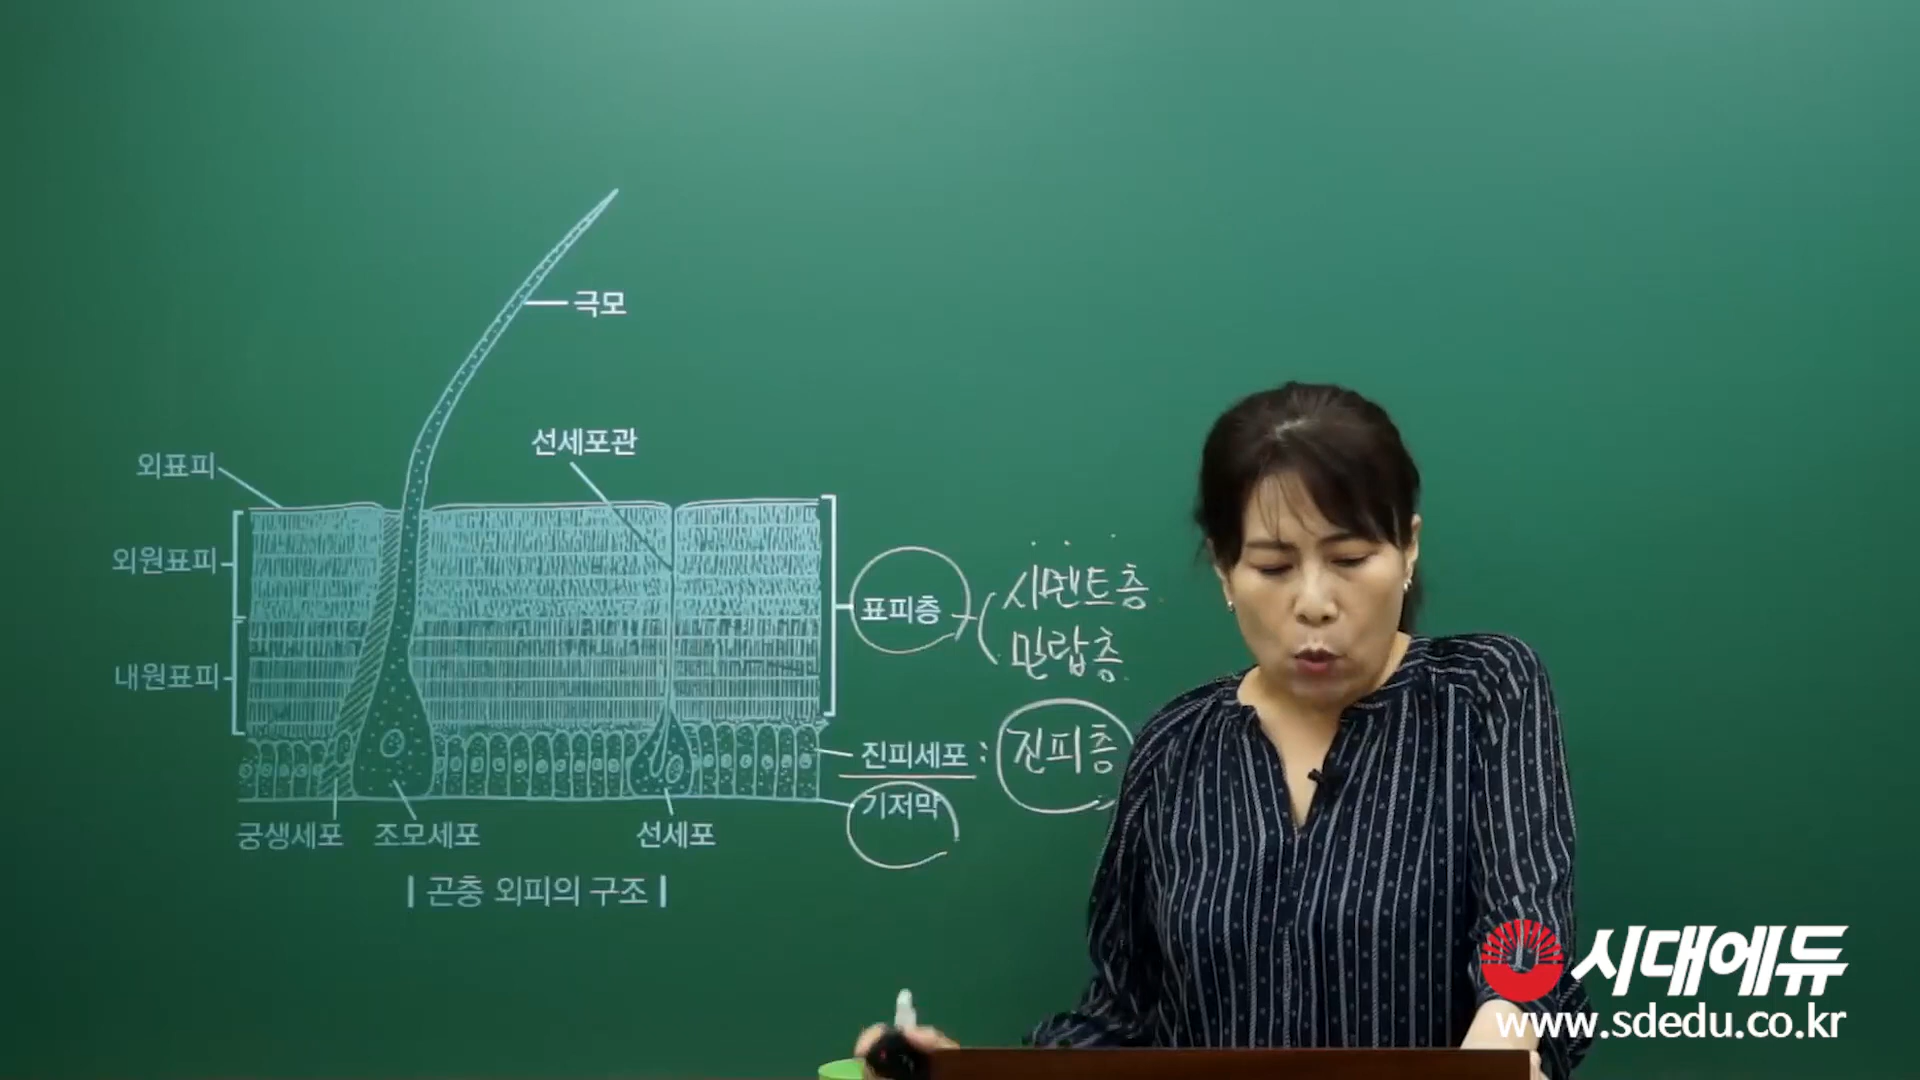 극모
선세포관
외표피
외원표피
내원표피
표피층
시멘트층
밀랍층
진피세포 : 진피층
기저막
궁생세포
조모세포
선세포
| 곤충 외피의 구조 |
시대에듀
www.sdedu.co.kr